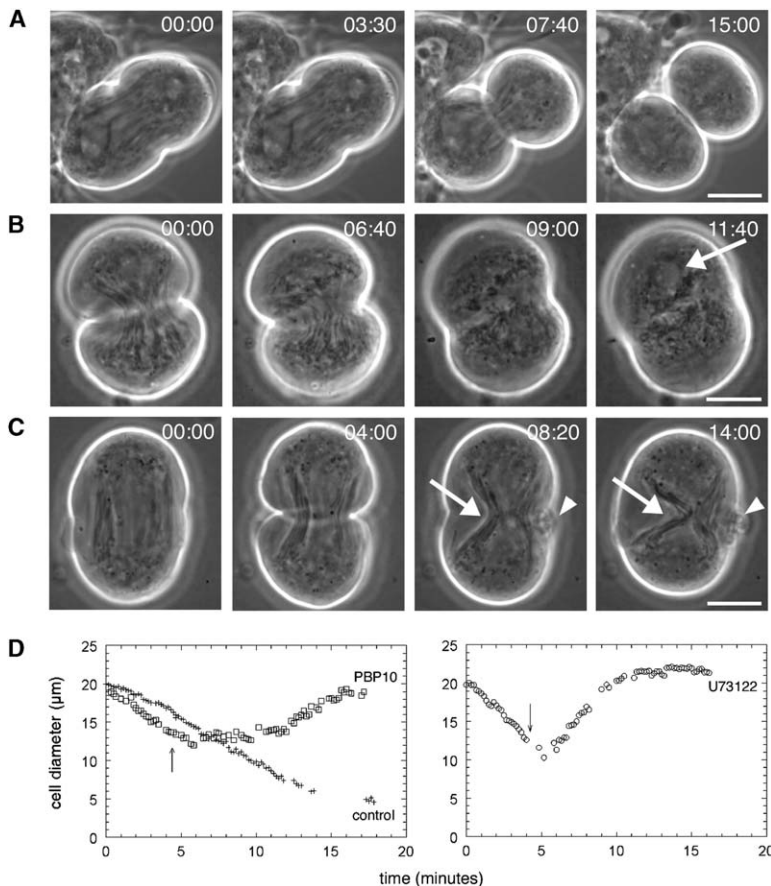 A
00:00 03:30 07:40 15:00
B
00:00 06:40 09:00 11:40
C
00:00 04:00 08:20 14:00
D
25 25
20 20
15 15
10 10
5 5
0 0
cell diameter (μm)
PBP10
control
U73122
0 5 10 15 20 0 5 10 15 20
time (minutes)